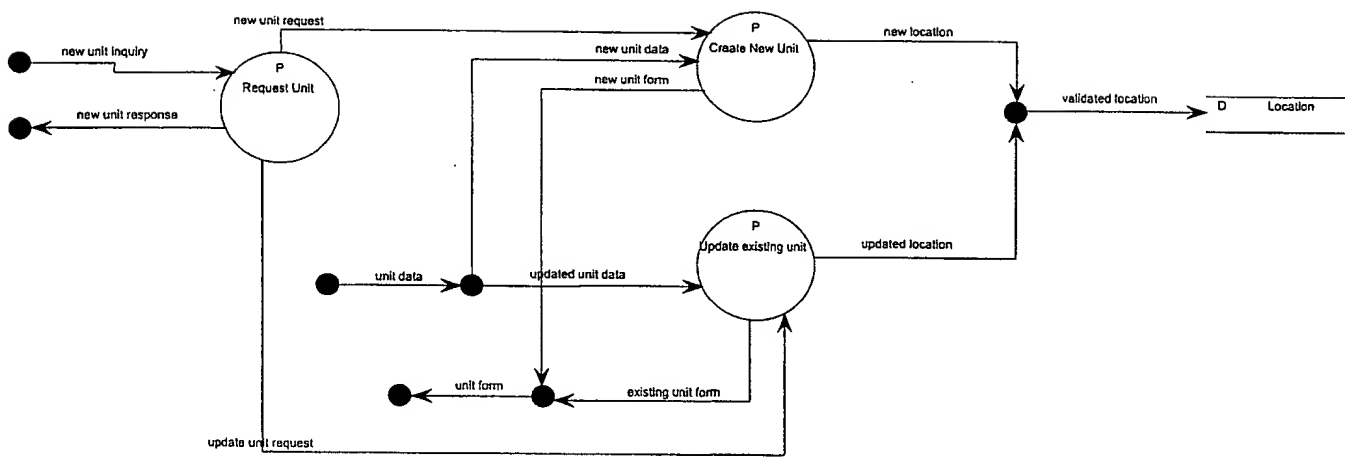 new unit request
new unit inquiry
P
Request Unit
new unit response
P
Create New Unit
new unit data
new unit form
new location
validated location
D Location
P
Update existing unit
updated location
unit data
updated unit data
unit form
existing unit form
update unit request